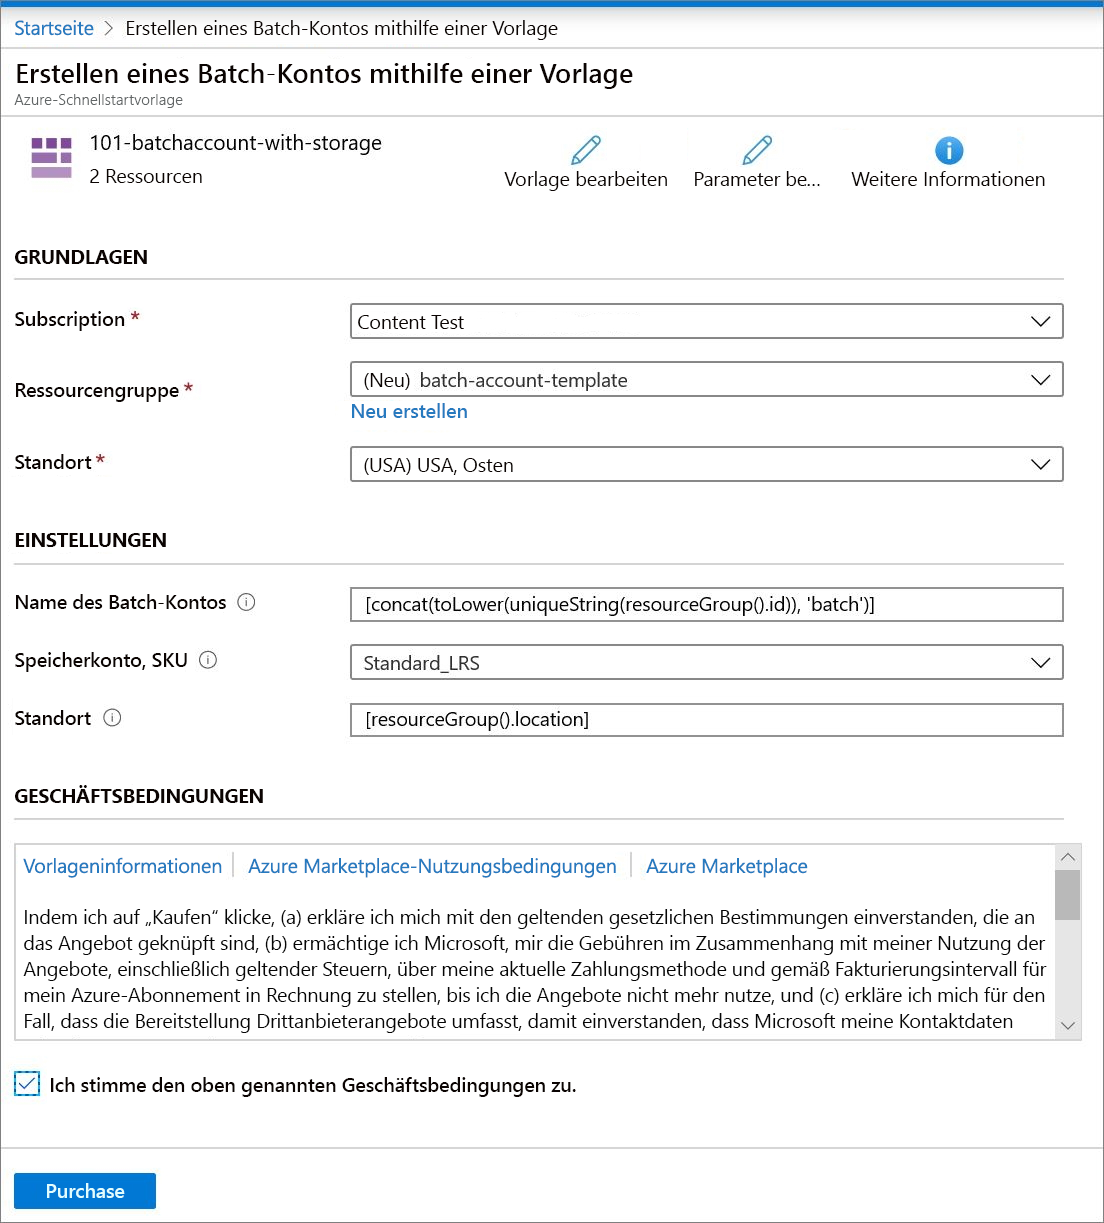 Startseite > Erstellen eines Batch-Kontos mithilfe einer Vorlage
Erstellen eines Batch-Kontos mithilfe einer Vorlage
Azure-Schnellstartvorlage
101-batchaccount-with-storage
2 Ressourcen
Vorlage bearbeiten
Parameter be...
Weitere Informationen
GRUNDLAGEN
Subscription *
Content Test
Ressourcengruppe *
(Neu) batch-account-template
Neu erstellen
Standort *
(USA) USA, Osten
EINSTELLUNGEN
Name des Batch-Kontos
[concat(toLower(uniqueString(resourceGroup().id)), 'batch')]
Speicherkonto, SKU
Standard_LRS
Standort
[resourceGroup().location]
GESCHÄFTSBEDINGUNGEN
Vorlageninformationen | Azure Marketplace-Nutzungsbedingungen | Azure Marketplace
Indem ich auf „Kaufen“ klicke, (a) erkläre ich mich mit den geltenden gesetzlichen Bestimmungen einverstanden, die an
das Angebot geknüpft sind, (b) ermächtige ich Microsoft, mir die Gebühren im Zusammenhang mit meiner Nutzung der
Angebote, einschließlich geltender Steuern, über meine aktuelle Zahlungsmethode und gemäß Fakturierungsintervall für
mein Azure-Abonnement in Rechnung zu stellen, bis ich die Angebote nicht mehr nutze, und (c) erkläre ich mich für den
Fall, dass die Bereitstellung Drittanbieterangebote umfasst, damit einverstanden, dass Microsoft meine Kontaktdaten
Ich stimme den oben genannten Geschäftsbedingungen zu.
Purchase